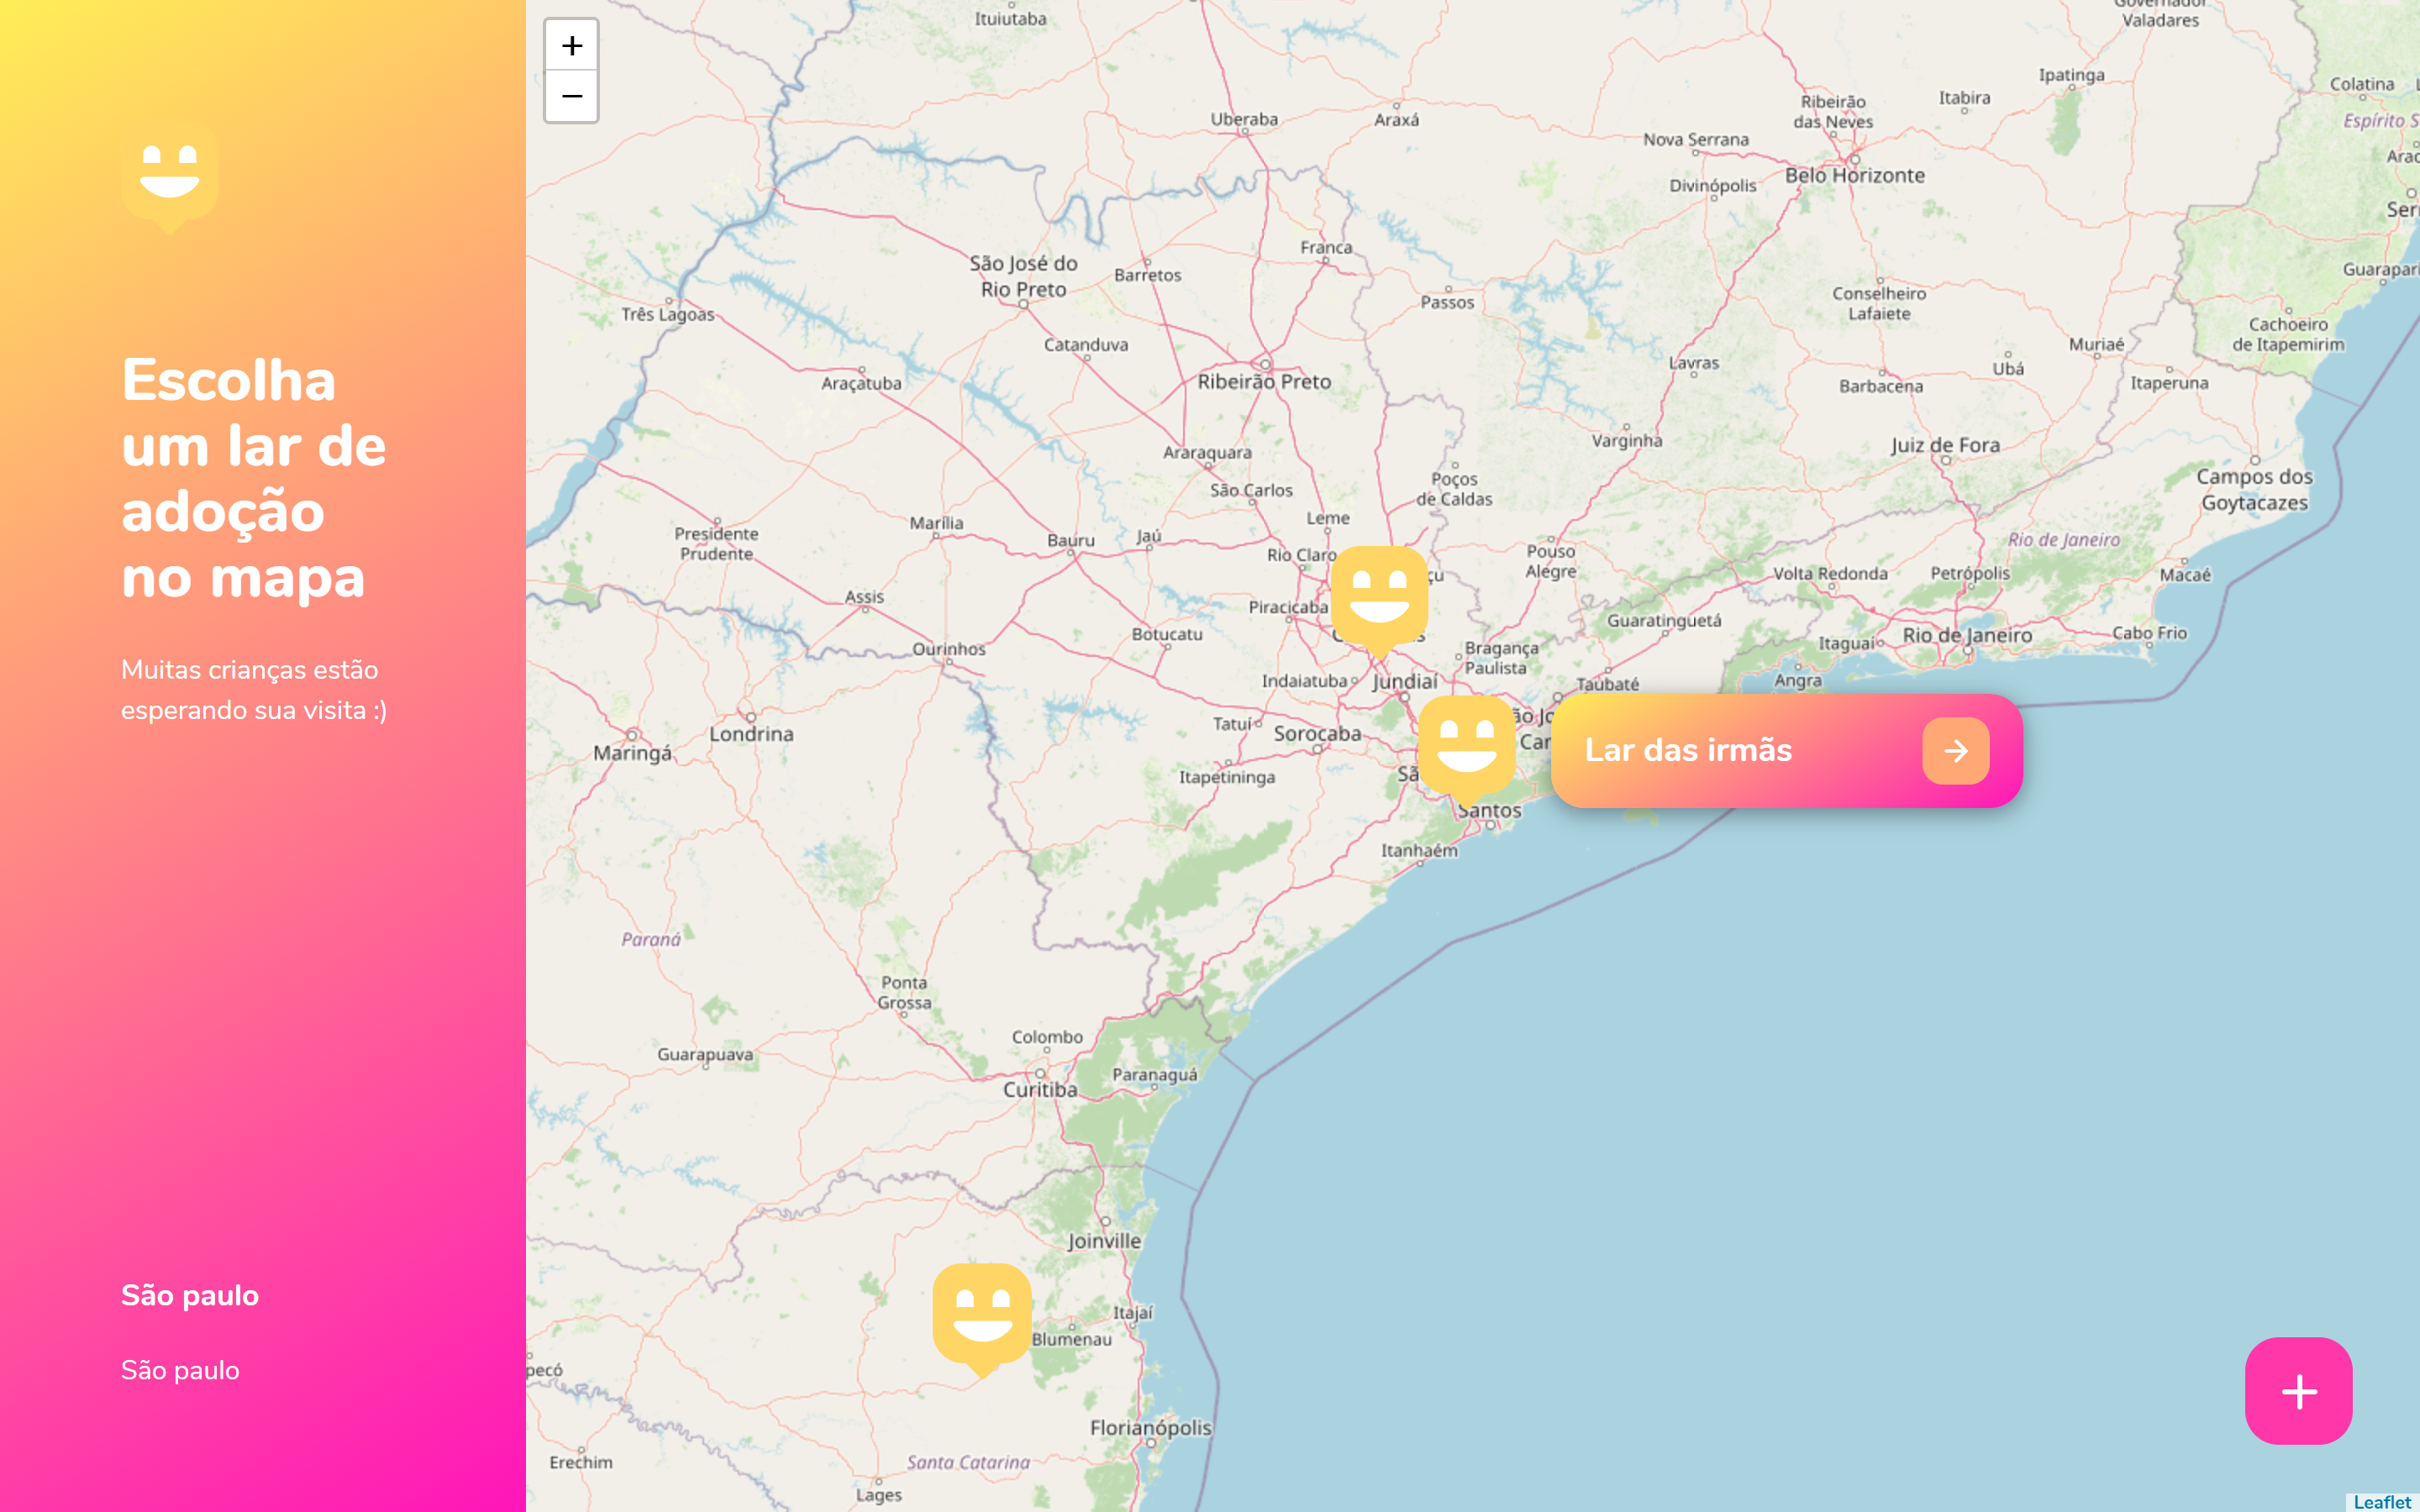 Escolha
um lar de
adoção
no mapa
Muitas crianças estão
esperando sua visita :)
São paulo
São paulo
+
−
Ituiutaba
Valadares
Uberaba
Araxá
Ipatinga
Colatina
Ribeirão
das Neves
Itabira
Espírito S
Nova Serrana
Belo Horizonte
Divinópolis
Franca
São José do
Rio Preto
Barretos
Passos
Conselheiro
Lafaiete
Guarapari
Três Lagoas
Cachoeiro
de Itapemirim
Catanduva
Muriaé
Lavras
Ubá
Araçatuba
Ribeirão Preto
Barbacena
Itaperuna
Varginha
Juiz de Fora
Araraquara
Poços
de Caldas
São Carlos
Campos dos
Goytacazes
Leme
Marília
Presidente
Prudente
Bauru
Jaú
Rio de Janeiro
Rio Claro
Pouso
Alegre
Volta Redonda
Petrópolis
Macaé
Assis
Piracicaba
Guaratinguetá
Botucatu
Itaguaí
Rio de Janeiro
Cabo Frio
Ourinhos
Bragança
Paulista
Indaiatuba
Jundiaí
Taubaté
Angra
Tatuí
Sorocaba
Londrina
Maringá
Lar das irmãs
Itapetininga
Santos
Itanhaém
Paraná
Ponta
Grossa
Colombo
Guarapuava
Paranaguá
Curitiba
Joinville
Itajaí
Blumenau
pecó
Florianópolis
Santa Catarina
Erechim
Lages
+
Leaflet